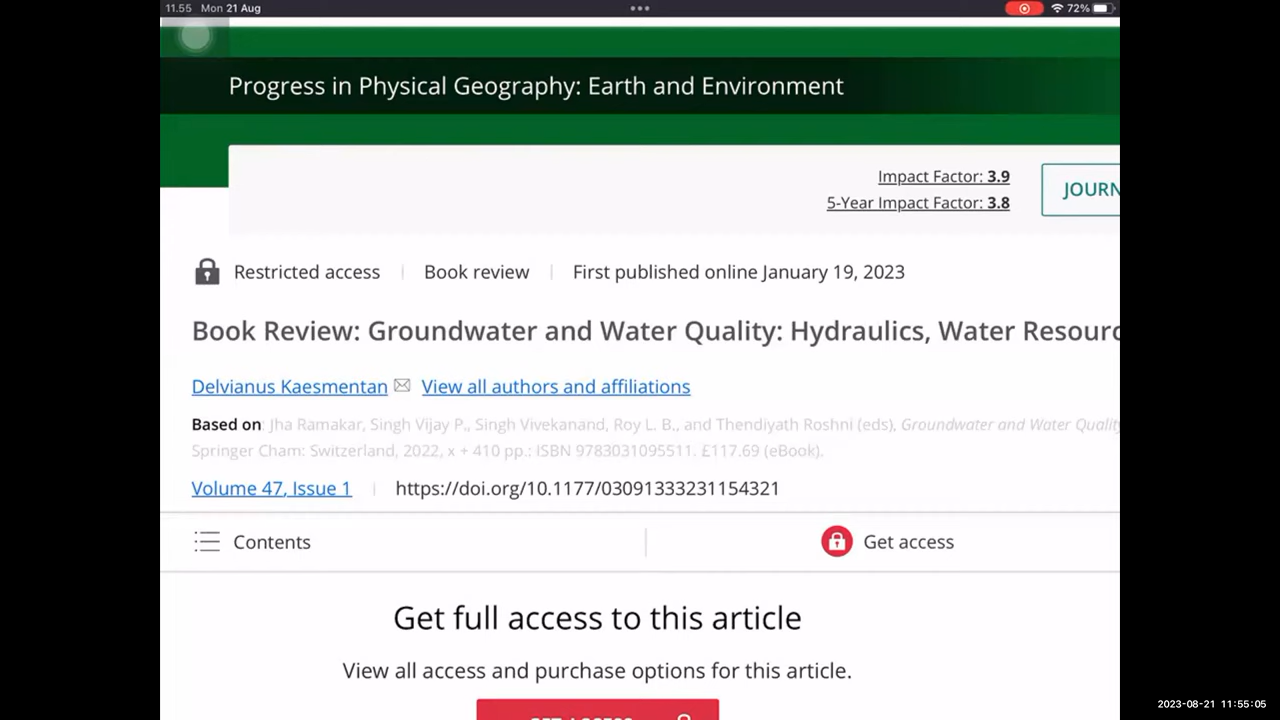 11.55 Mon 21 Aug
72%
Progress in Physical Geography: Earth and Environment
Impact Factor: 3.9
5-Year Impact Factor: 3.8
JOURN
Restricted access
Book review
First published online January 19, 2023
Book Review: Groundwater and Water Quality: Hydraulics, Water Resourc
Delvianus Kaesmentan View all authors and affiliations
Based on: Jha Ramakar, Singh Vijay P., Singh Vivekanand, Roy L. B., and Thendiyath Roshni (eds), Groundwater and Water Quality
Springer Cham: Switzerland, 2022, x + 410 pp.: ISBN 9783031095511. £117.69 (eBook).
Volume 47, Issue 1
https://doi.org/10.1177/03091333231154321
Contents
Get access
Get full access to this article
View all access and purchase options for this article.
2023-08-21 11:55:05